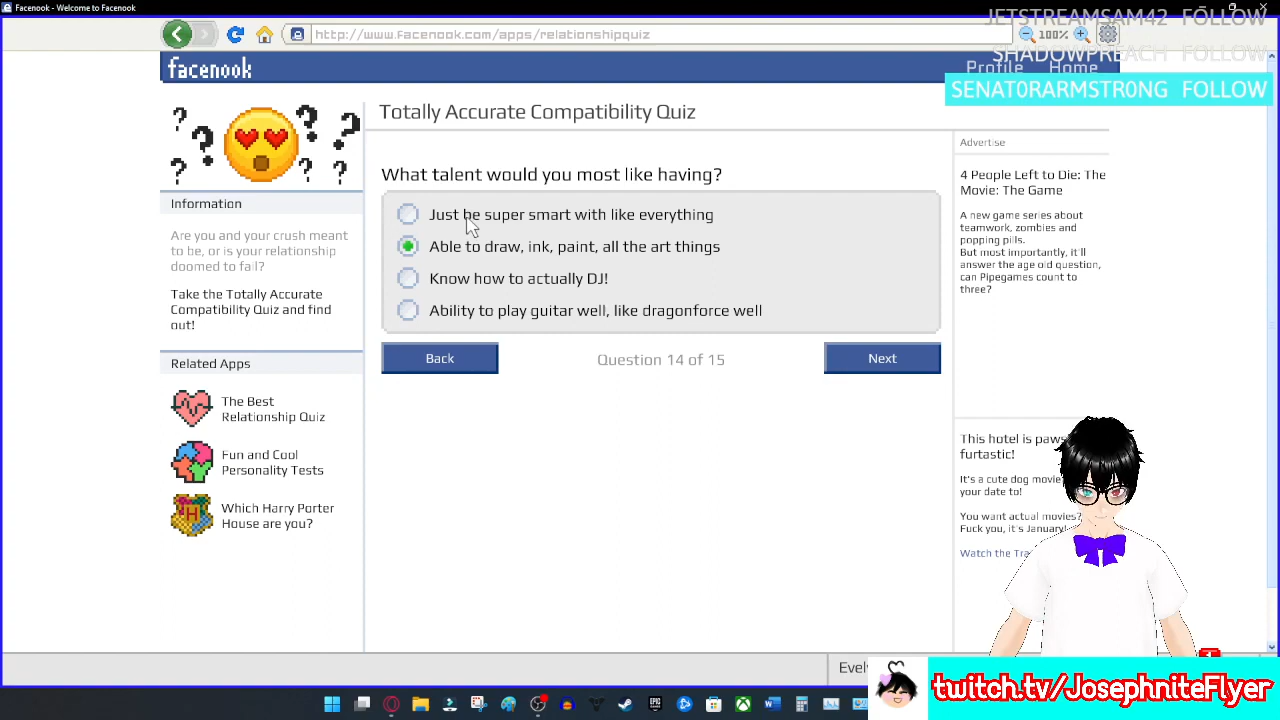 Facenook - Welcome to Facenook
JETSTREAMSAM42 FOLLOW
http://www.facenook.com/apps/relationshipquiz
100%
SHADOWPREACH FOLLOW
facenook
Profile Home
SENAT0RARMSTR0NG FOLLOW
Totally Accurate Compatibility Quiz
Advertise
What talent would you most like having?
4 People Left to Die: The
Movie: The Game
Information
Just be super smart with like everything
A new game series about
teamwork, zombies and
popping pills.
But most importantly, it'll
answer the age old question,
can Pipegames count to
three?
Are you and your crush meant
to be, or is your relationship
doomed to fail?
Able to draw, ink, paint, all the art things
Know how to actually DJ!
Take the Totally Accurate
Compatibility Quiz and find
out!
Ability to play guitar well, like dragonforce well
Back
Question 14 of 15
Next
Related Apps
The Best
Relationship Quiz
Fun and Cool
Personality Tests
Which Harry Porter
House are you?
This hotel is paws
furtastic!
It's a cute dog movie
your date to!
You want actual movies?
Fuck you, it's January!
Watch the Tra
Evel
twitch.tv/JosephniteFlyer